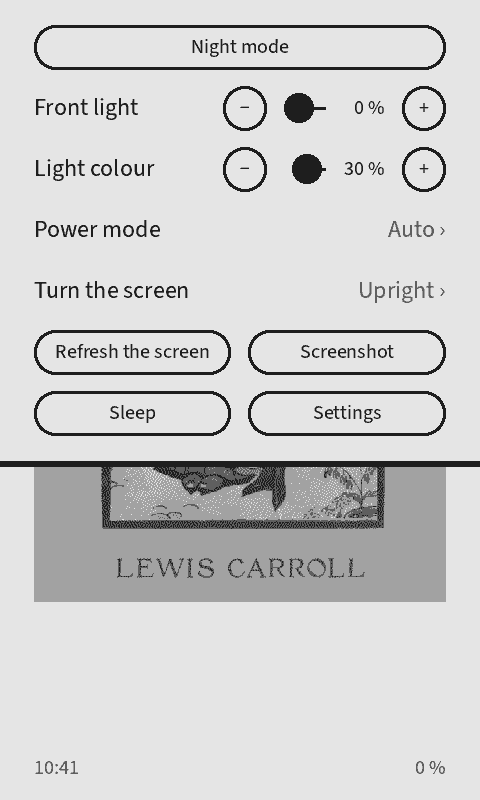 Night mode
Front light − 0 % +
Light colour − 30 % +
Power mode Auto ›
Turn the screen Upright ›
Refresh the screen Screenshot
Sleep Settings
LEWIS CARROLL
10:41 0 %